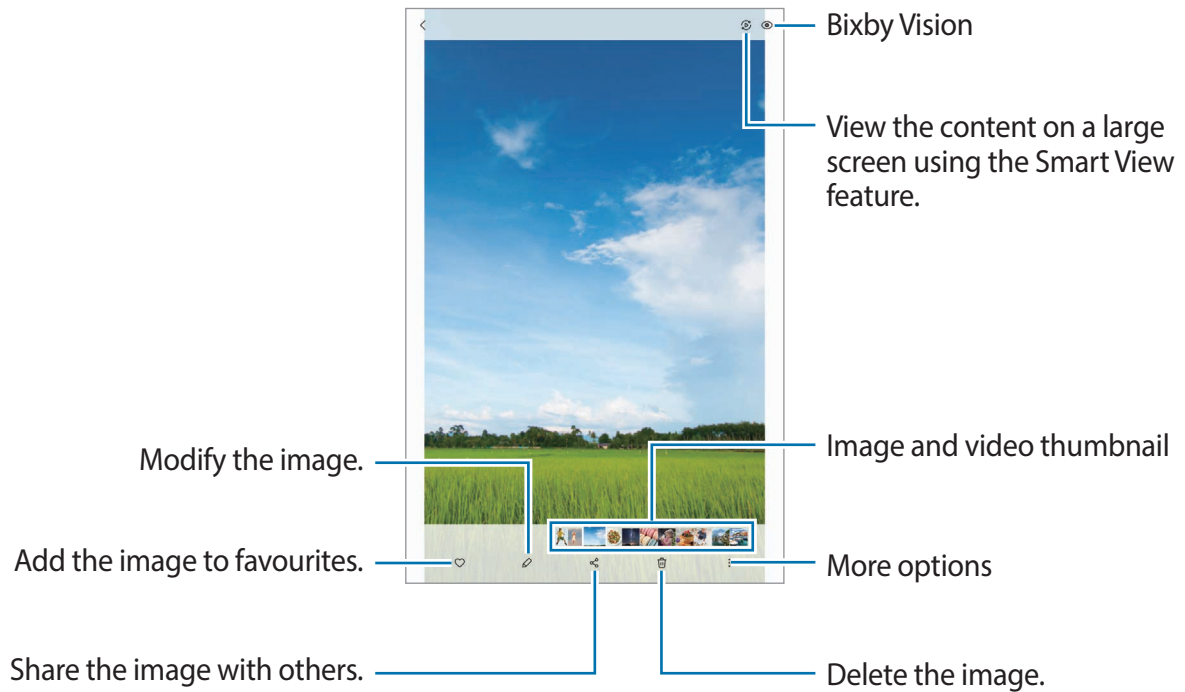 Bixby Vision
View the content on a large
screen using the Smart View
feature.
Modify the image.
Image and video thumbnail
Add the image to favourites.
More options
Share the image with others.
Delete the image.